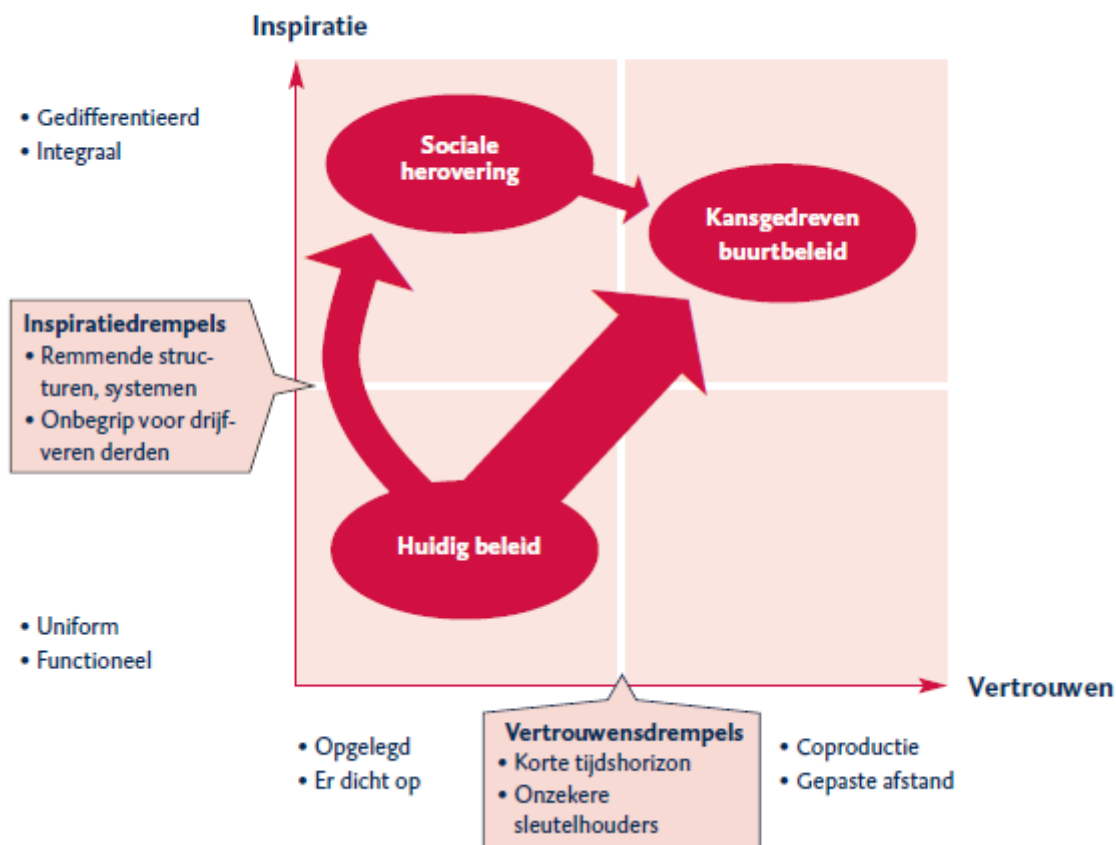 Inspiratie
• Gedifferentieerd
• Integraal
Sociale
herovering
Kansgedreven
buurtbeleid
Inspiratiedrempels
• Remmende struc-
turen, systemen
• Onbegrip voor drijf-
veren derden
Huidig beleid
• Uniform
• Functioneel
Vertrouwen
• Opgelegd
• Er dicht op
Vertrouwensdrempels
• Korte tijdshorizon
• Onzekere
sleutelhouders
• Coproductie
• Gepaste afstand